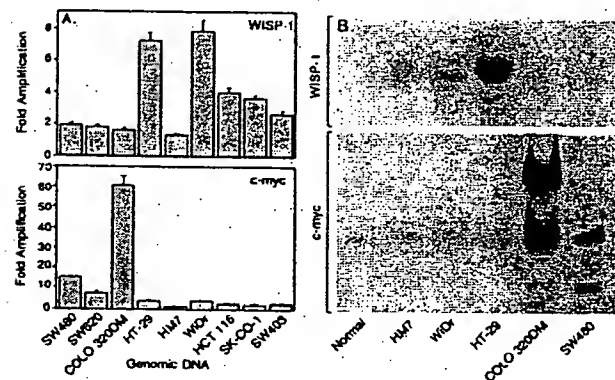 A.
WISP-1
Fold Amplification
8
6
4
2
0
c-myc
Fold Amplification
75
60
50
40
30
20
10
0
SW480
SW620
COLO 320DM
HT-29
HM7
WiDr
HCT 116
SK-CO-1
SW403
Genomic DNA
B
WISP-1
c-myc
Normal
HM7
WiDr
HT-29
COLO 320DM
SW480